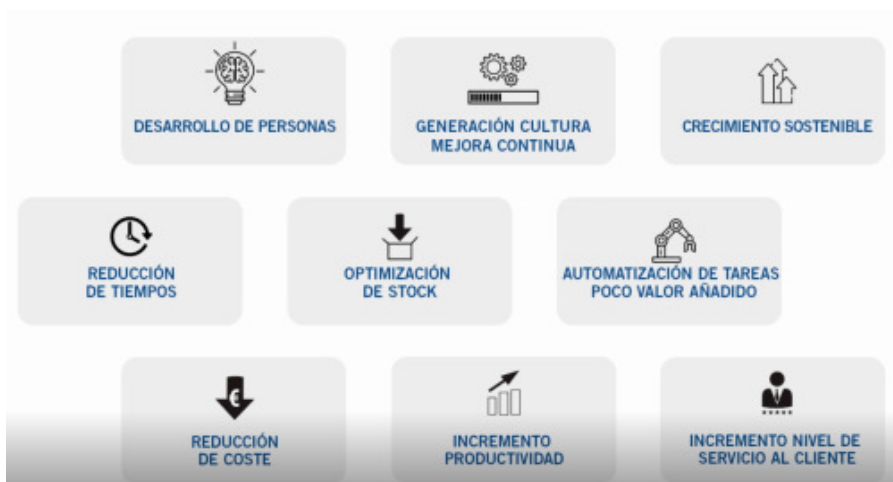 DESARROLLO DE PERSONAS
GENERACIÓN CULTURA
MEJORA CONTINUA
CRECIMIENTO SOSTENIBLE
REDUCCIÓN
DE TIEMPOS
OPTIMIZACIÓN
DE STOCK
AUTOMATIZACIÓN DE TAREAS
POCO VALOR AÑADIDO
€
REDUCCIÓN
DE COSTE
INCREMENTO
PRODUCTIVIDAD
INCREMENTO NIVEL DE
SERVICIO AL CLIENTE